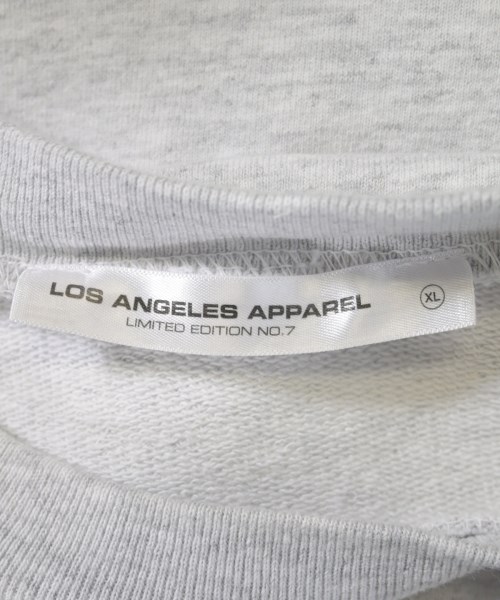 LOS ANGELES APPAREL
XL
LIMITED EDITION NO.7